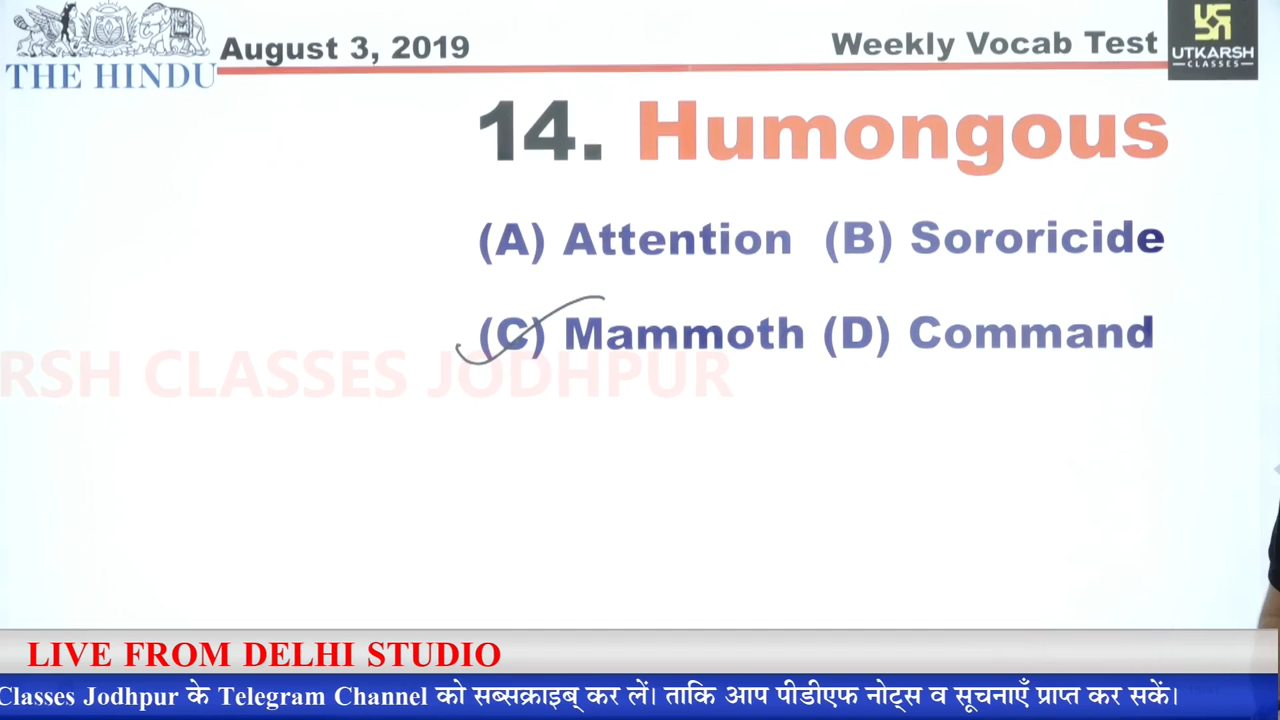 THE HINDU
August 3, 2019
Weekly Vocab Test
UTKARSH
CLASSES
14. Humongous
(A) Attention (B) Sororicide
(C) Mammoth (D) Command
RSH CLASSES JODHPUR
LIVE FROM DELHI STUDIO
Classes Jodhpur के Telegram Channel को सब्सक्राइब् कर लें। ताकि आप पीडीएफ नोट्स व सूचनाएँ प्राप्त कर सकें।